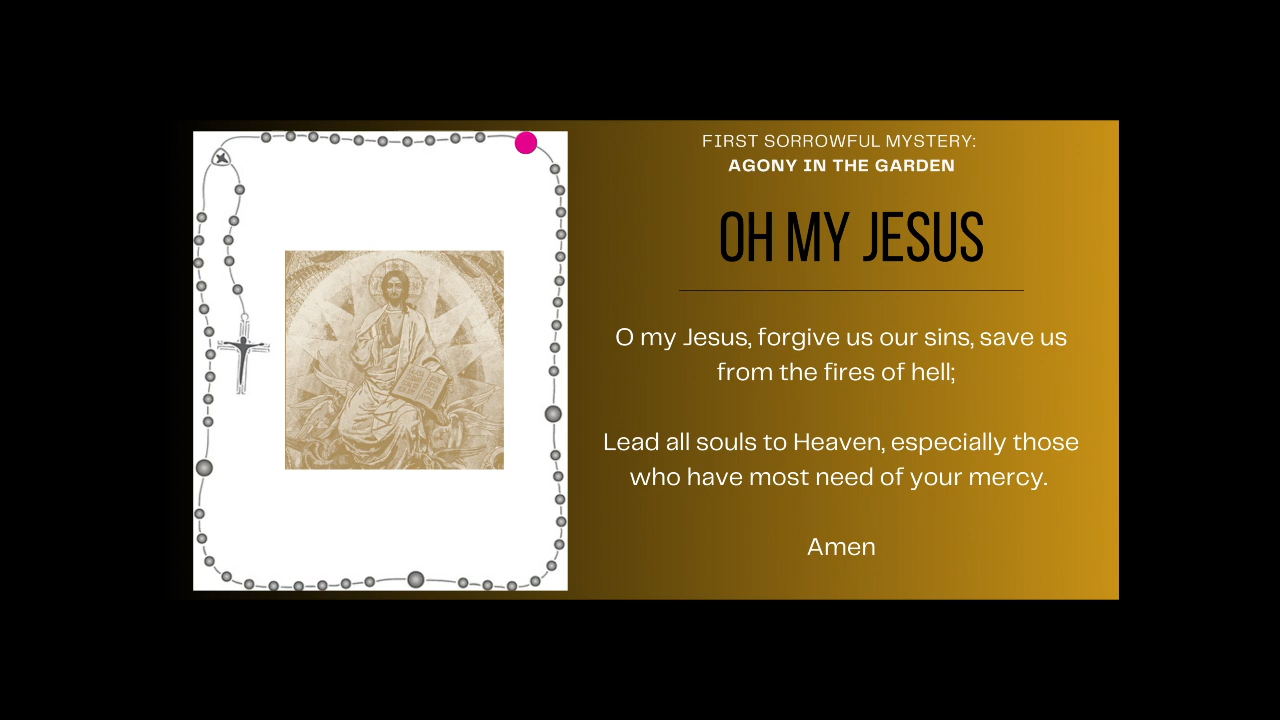 FIRST SORROWFUL MYSTERY:
AGONY IN THE GARDEN
OH MY JESUS
O my Jesus, forgive us our sins, save us
from the fires of hell;
Lead all souls to Heaven, especially those
who have most need of your mercy.
Amen